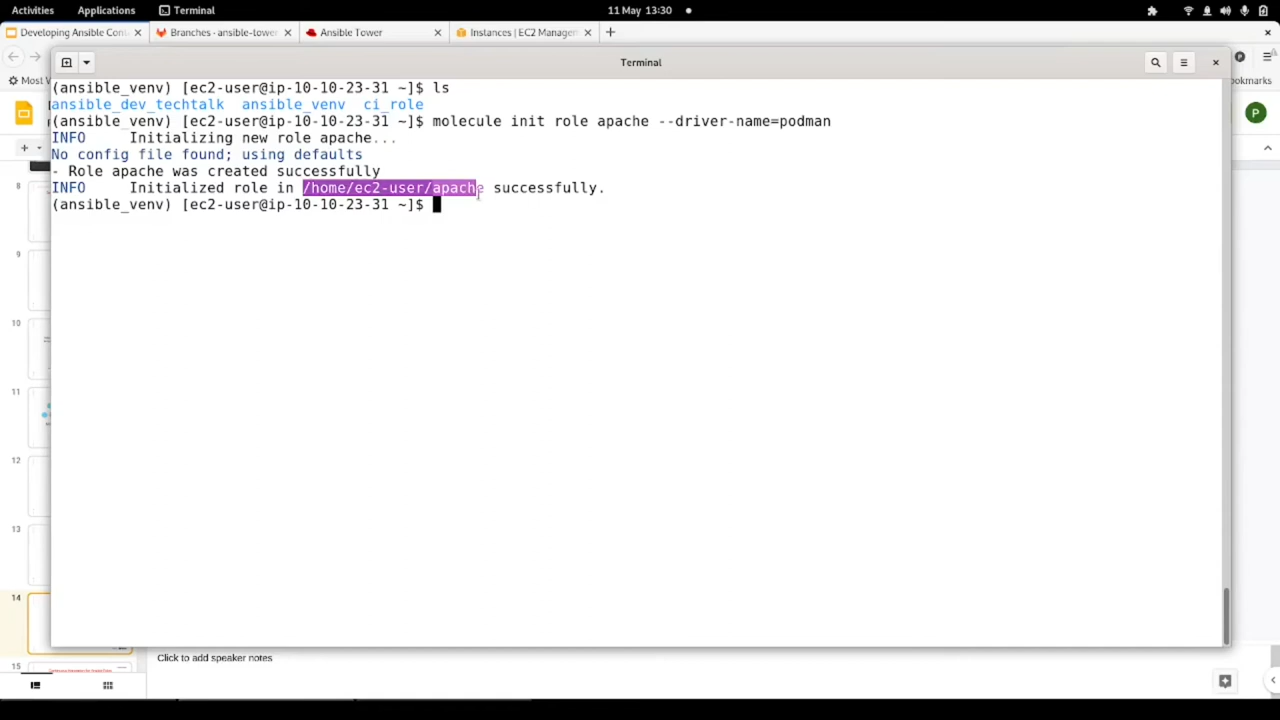 Activities Applications Terminal 11 May 13:30
Developing Ansible Cont × Branches · ansible-tower × Ansible Tower × Instances | EC2 Managem × + ×
Most V
ookmarks
Terminal
P
P
(ansible_venv) [ec2-user@ip-10-10-23-31 ~]$ ls
ansible_dev_techtalk ansible_venv ci_role
(ansible_venv) [ec2-user@ip-10-10-23-31 ~]$ molecule init role apache --driver-name=podman
INFO Initializing new role apache...
No config file found; using defaults
- Role apache was created successfully
INFO Initialized role in /home/ec2-user/apache successfully.
(ansible_venv) [ec2-user@ip-10-10-23-31 ~]$
8
9
10
11
12
13
14
15
Click to add speaker notes